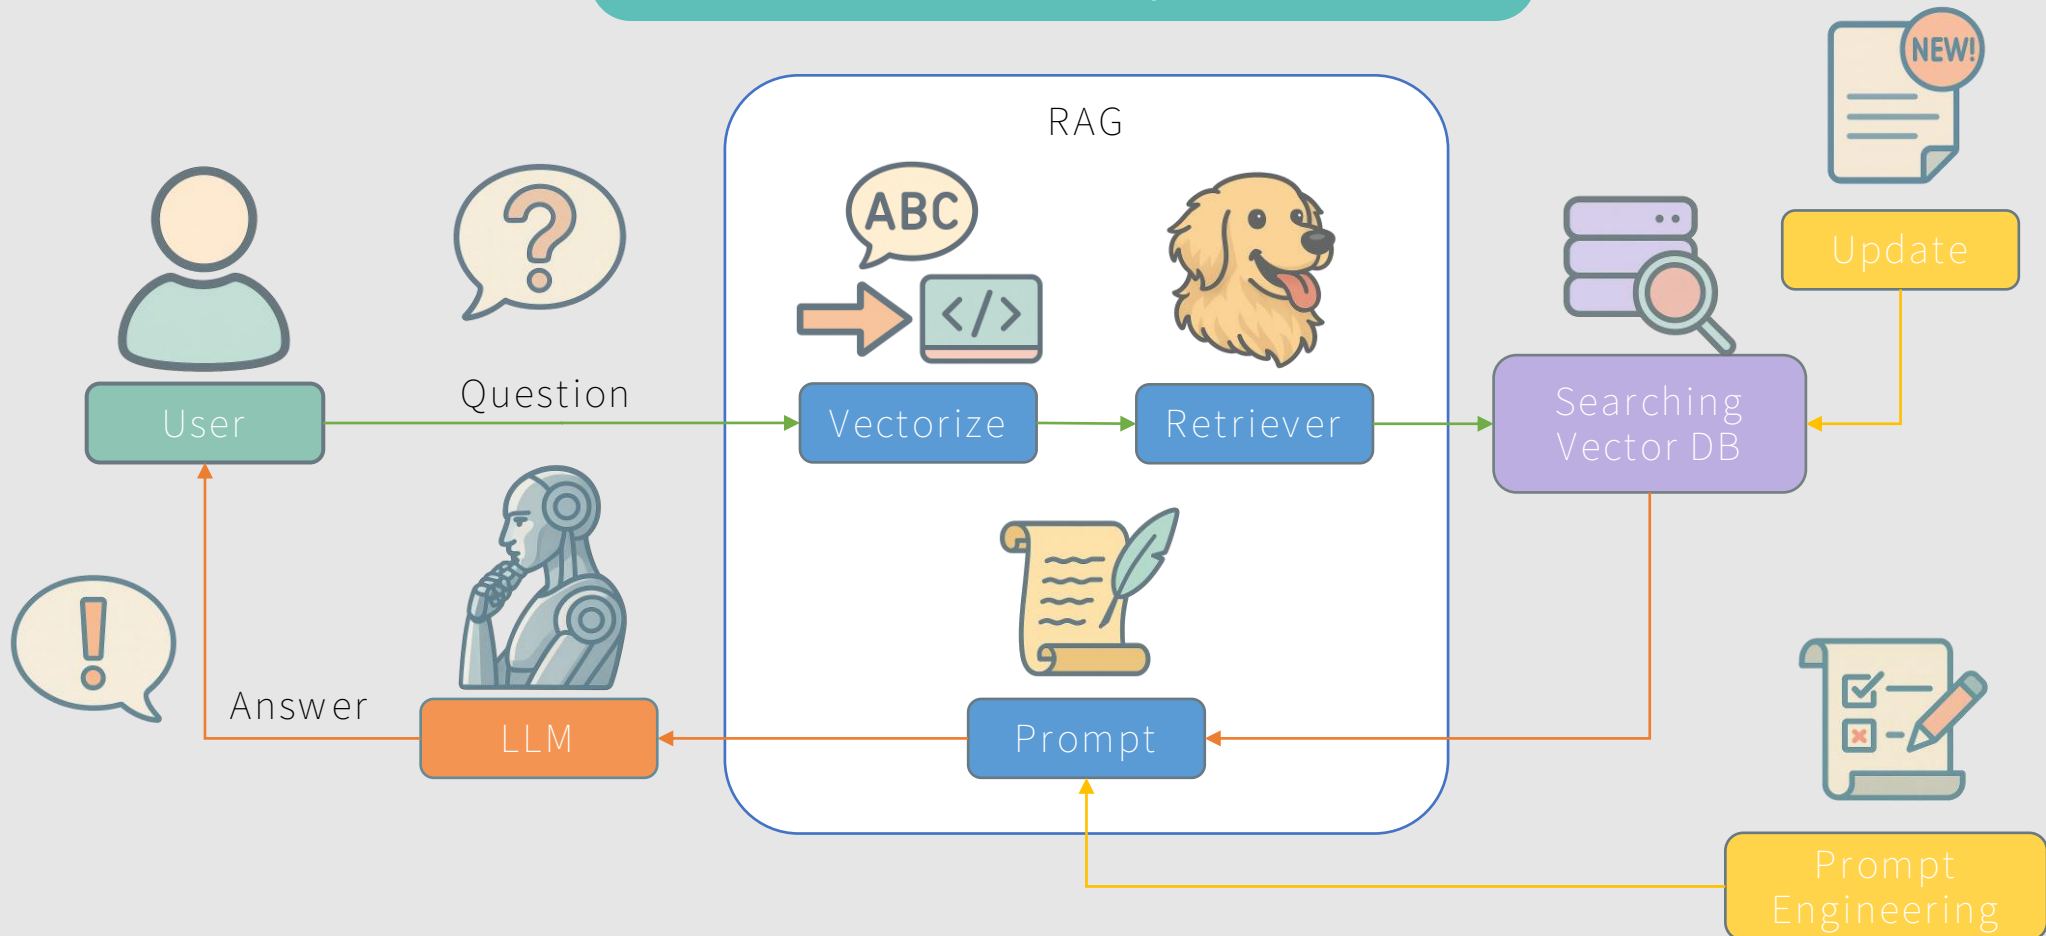 RAG
NEW!
ABC
</>
Update
Question
User
Vectorize
Retriever
Searching
Vector DB
Answer
LLM
Prompt
Prompt
Engineering